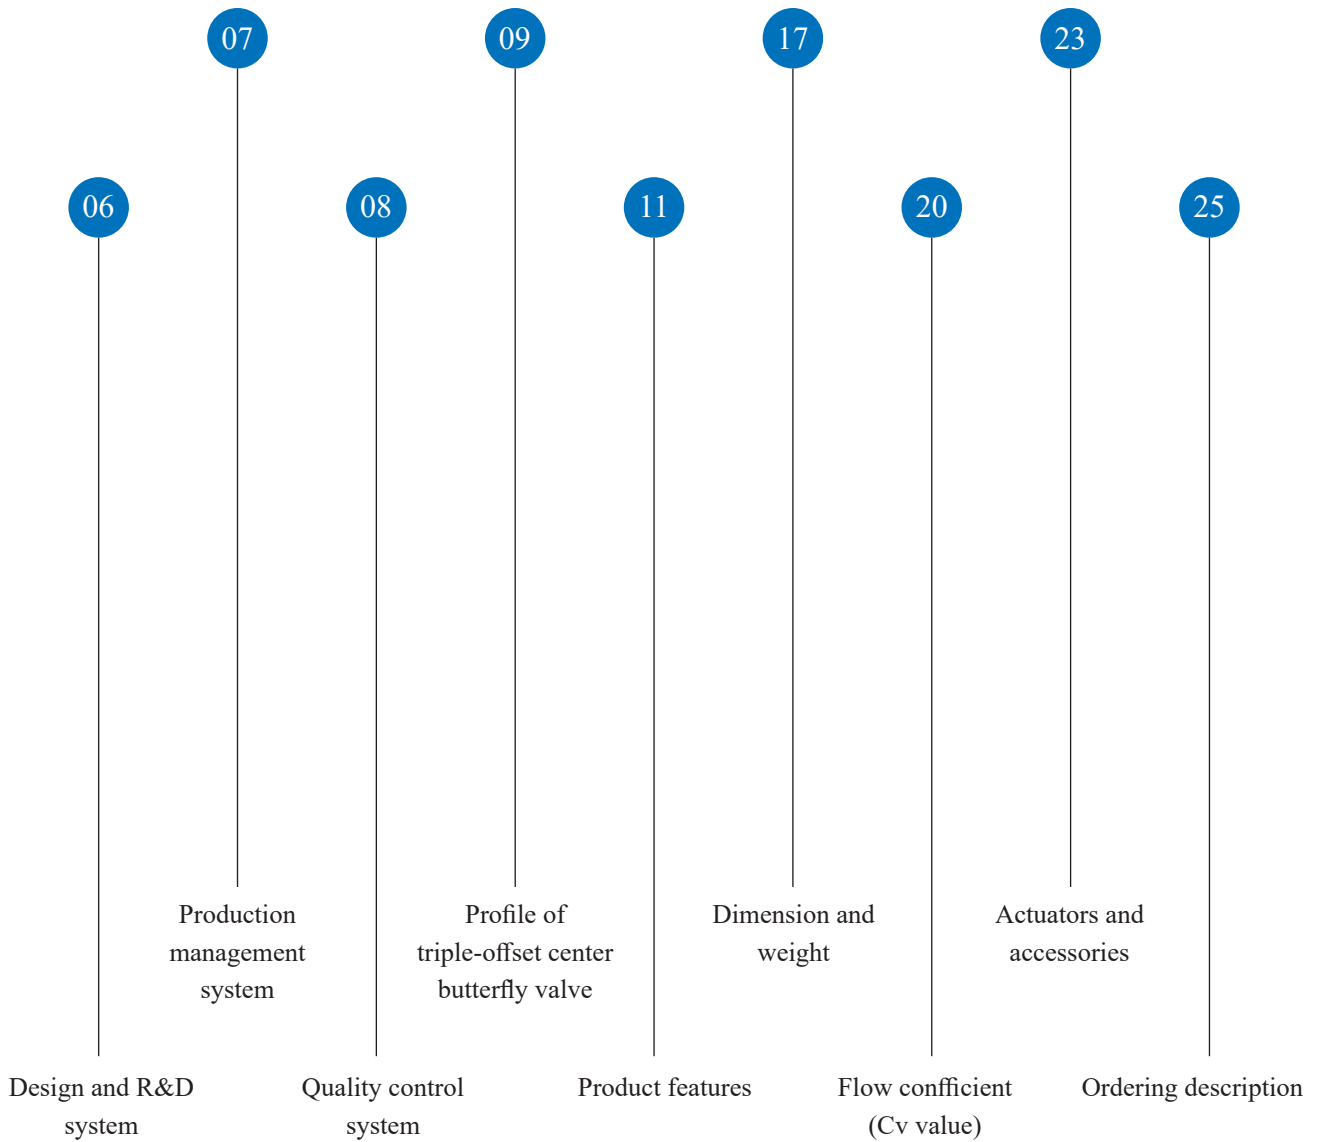 07
09
17
23
06
08
11
20
25
Production
management
system
Profile of
triple-offset center
butterfly valve
Dimension and
weight
Actuators and
accessories
Design and R&D
system
Quality control
system
Product features
Flow confficient
(Cv value)
Ordering description